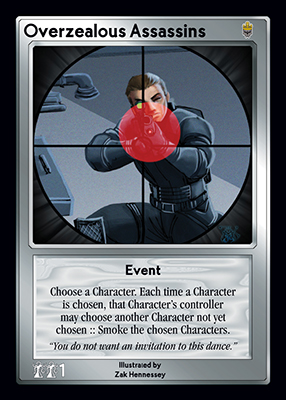 Overzealous Assassins
Event
Choose a Character. Each time a Character
is chosen, that Character's controller
may choose another Character not yet
chosen :: Smoke the chosen Characters.
"You do not want an invitation to this dance."
1
Illustrated by
Zak Hennessey